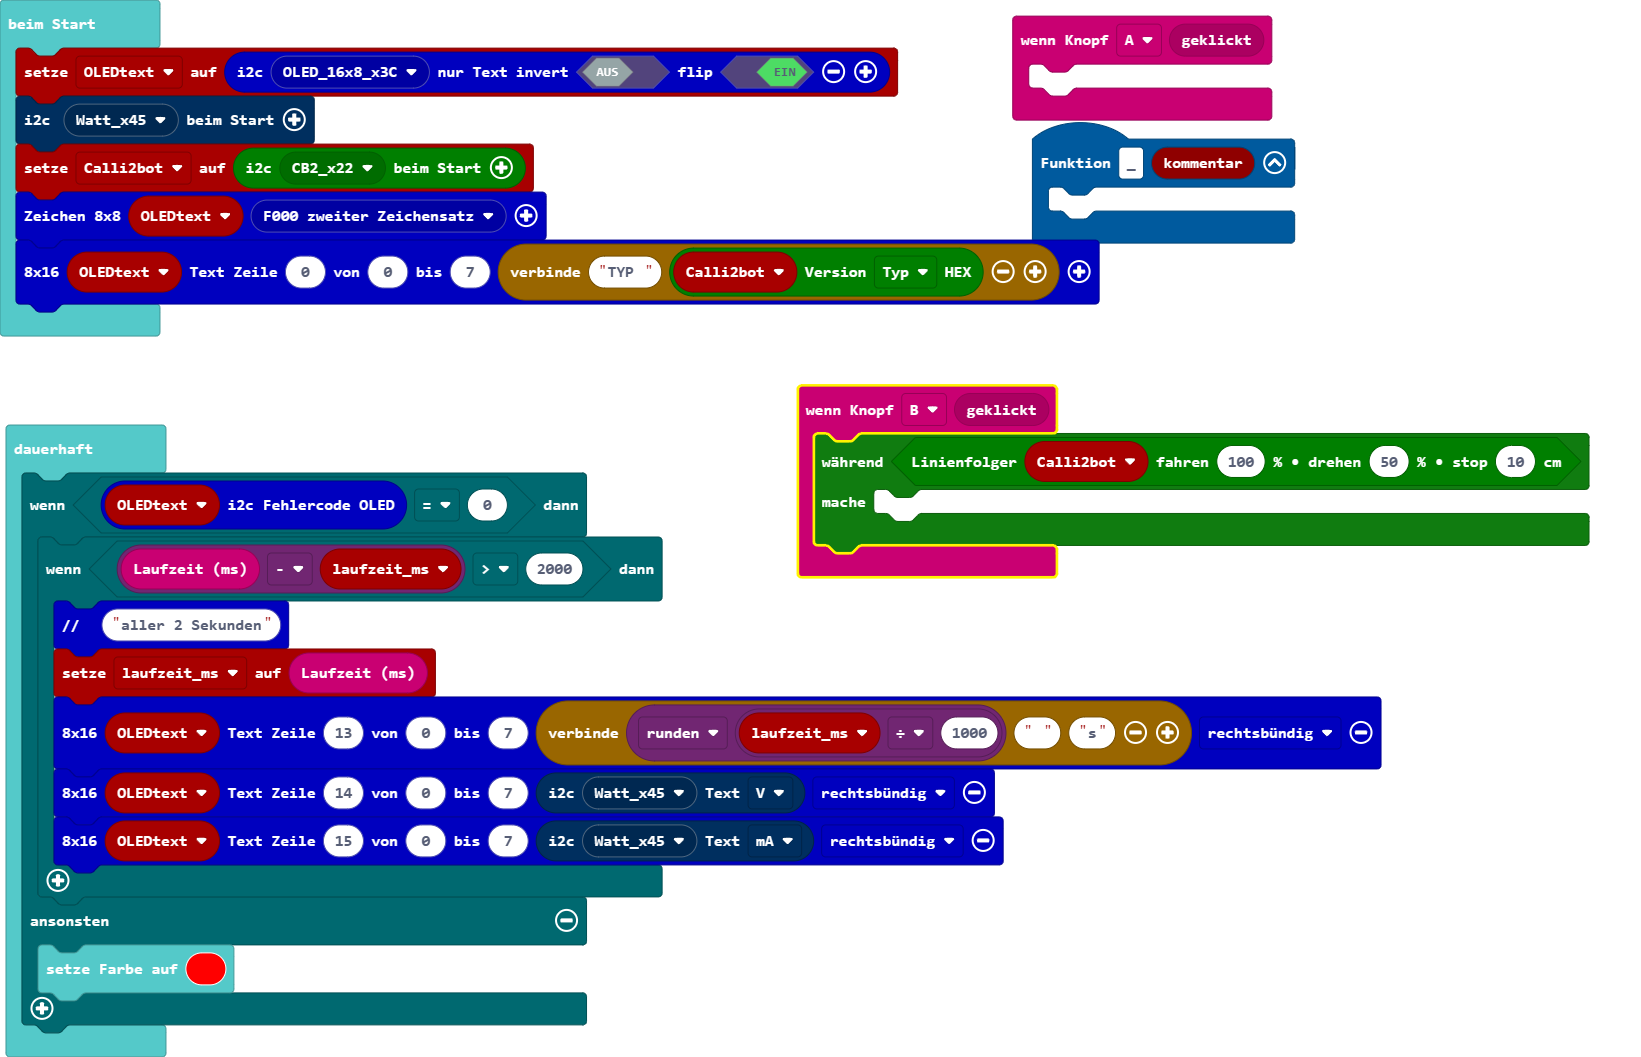 beim Start
setze OLEDtext auf i2c OLED_16x8_x3C nur Text invert AUS flip EIN
i2c Watt_x45 beim Start
setze Calli2bot auf i2c CB2_x22 beim Start
Zeichen 8x8 OLEDtext F000 zweiter Zeichensatz
8x16 OLEDtext Text Zeile 0 von 0 bis 7 verbinde "TYP " Calli2bot Version Typ HEX
wenn Knopf A geklickt
Funktion _ kommentar
wenn Knopf B geklickt
während Linienfolger Calli2bot fahren 100 % • drehen 50 % • stop 10 cm
mache
dauerhaft
wenn OLEDtext i2c Fehlercode OLED = 0 dann
wenn Laufzeit (ms) - laufzeit_ms > 2000 dann
// "aller 2 Sekunden"
setze laufzeit_ms auf Laufzeit (ms)
8x16 OLEDtext Text Zeile 13 von 0 bis 7 verbinde runden laufzeit_ms ÷ 1000 " " "s" rechtsbündig
8x16 OLEDtext Text Zeile 14 von 0 bis 7 i2c Watt_x45 Text V rechtsbündig
8x16 OLEDtext Text Zeile 15 von 0 bis 7 i2c Watt_x45 Text mA rechtsbündig
ansonsten
setze Farbe auf